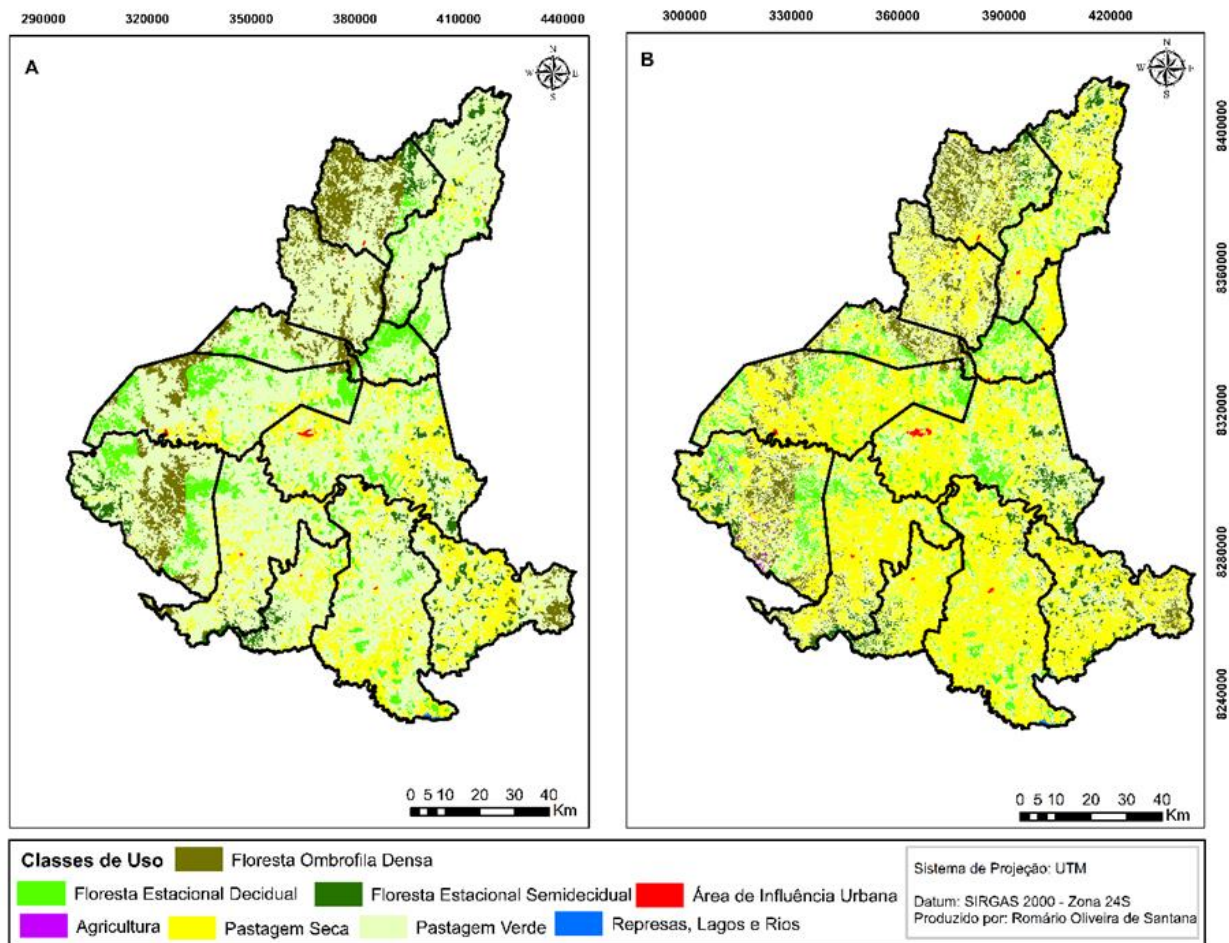 290000 320000 350000 380000 410000 440000
300000 330000 360000 390000 420000
A
N
W E
S
B
N
W E
S
8400000
8360000
8320000
8280000
8240000
0 5 10 20 30 40
Km
0 5 10 20 30 40
Km
Classes de Uso Floresta Ombrofila Densa
Floresta Estacional Decidual Floresta Estacional Semidecidual Área de Influência Urbana
Agricultura Pastagem Seca Pastagem Verde Represas, Lagos e Rios
Sistema de Projeção: UTM
Datum: SIRGAS 2000 - Zona 24S
Produzido por: Romário Oliveira de Santana